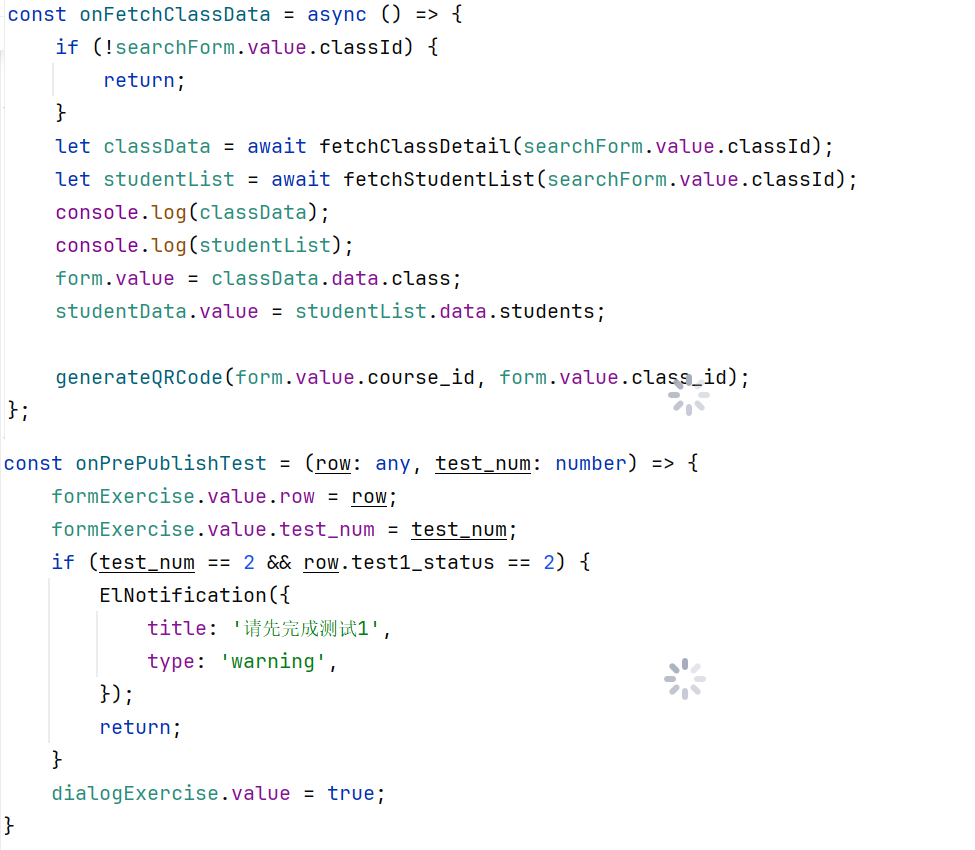 const onFetchClassData = async () => {
    if (!searchForm.value.classId) {
        return;
    }
    let classData = await fetchClassDetail(searchForm.value.classId);
    let studentList = await fetchStudentList(searchForm.value.classId);
    console.log(classData);
    console.log(studentList);
    form.value = classData.data.class;
    studentData.value = studentList.data.students;

    generateQRCode(form.value.course_id, form.value.class_id);
};
const onPrePublishTest = (row: any, test_num: number) => {
    formExercise.value.row = row;
    formExercise.value.test_num = test_num;
    if (test_num == 2 && row.test1_status == 2) {
        ElNotification({
            title: '请先完成测试1',
            type: 'warning',
        });
        return;
    }
    dialogExercise.value = true;
}